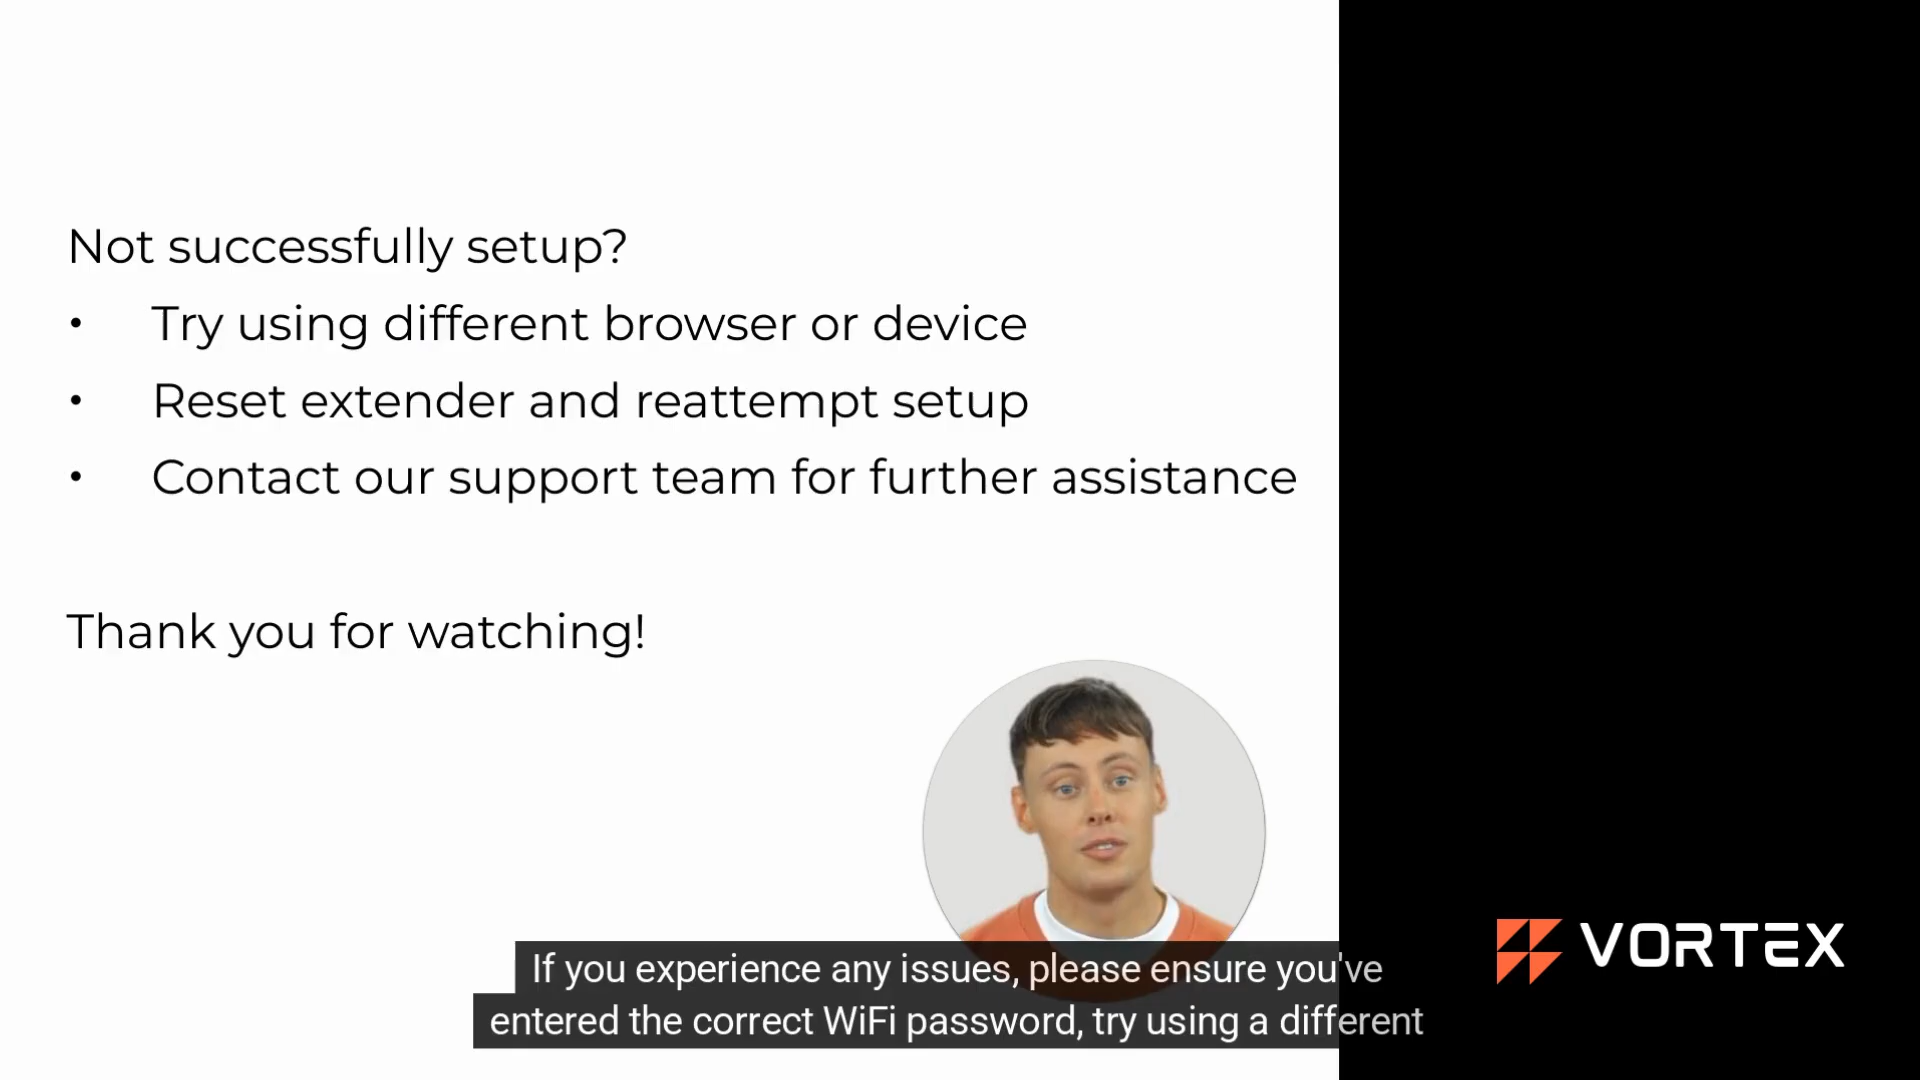 Not successfully setup?
• Try using different browser or device
• Reset extender and reattempt setup
• Contact our support team for further assistance
Thank you for watching!
VORTEX
If you experience any issues, please ensure you've
entered the correct WiFi password, try using a different